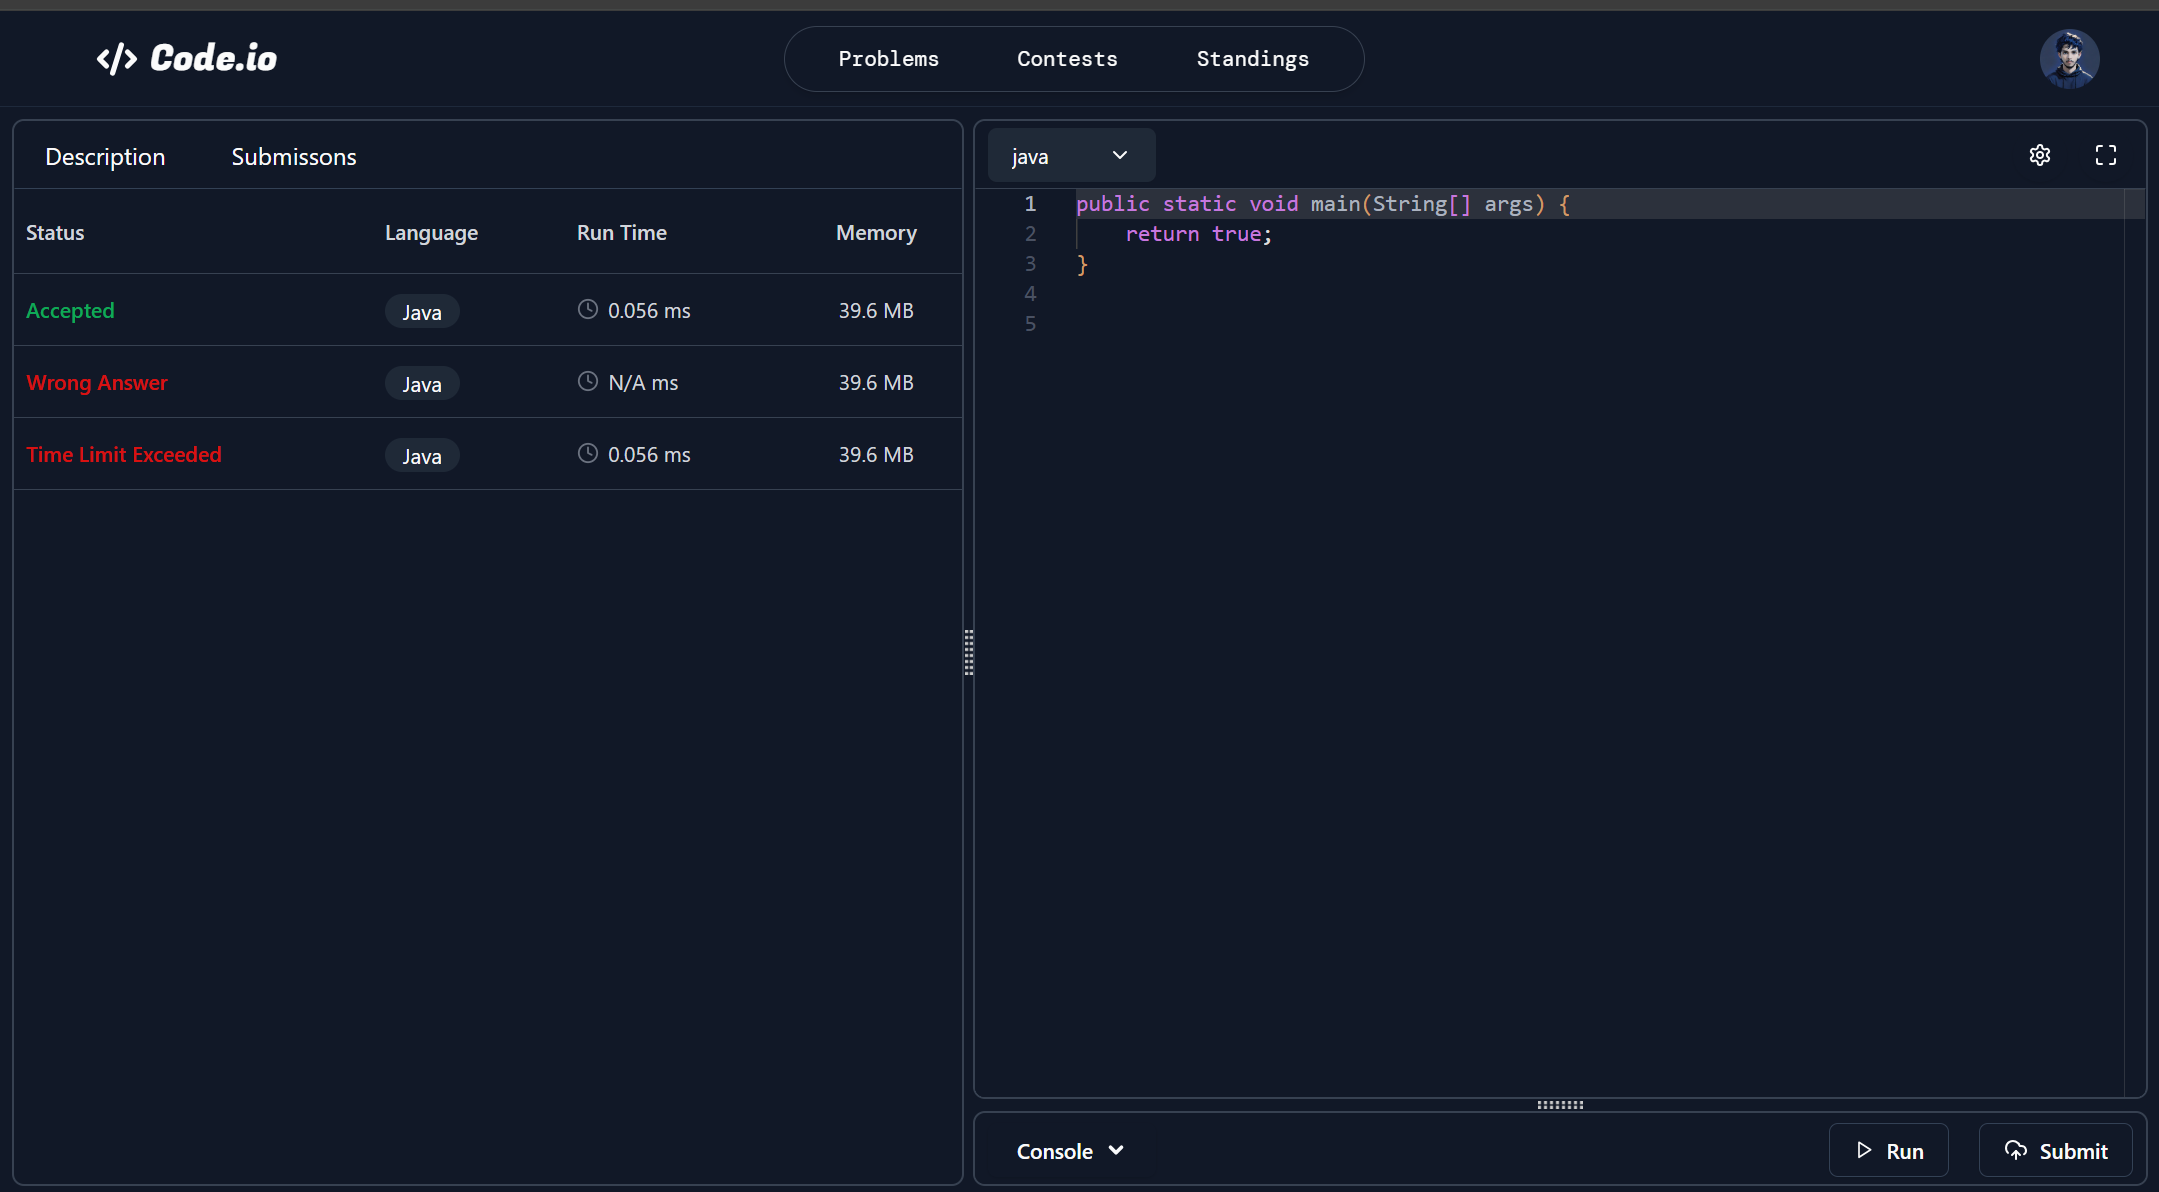 </> Code.io
Problems Contests Standings
Description Submissons
Status Language Run Time Memory
Accepted Java 0.056 ms 39.6 MB
Wrong Answer Java N/A ms 39.6 MB
Time Limit Exceeded Java 0.056 ms 39.6 MB
java
1 public static void main(String[] args) {
2     return true;
3 }
4
5
Console Run Submit